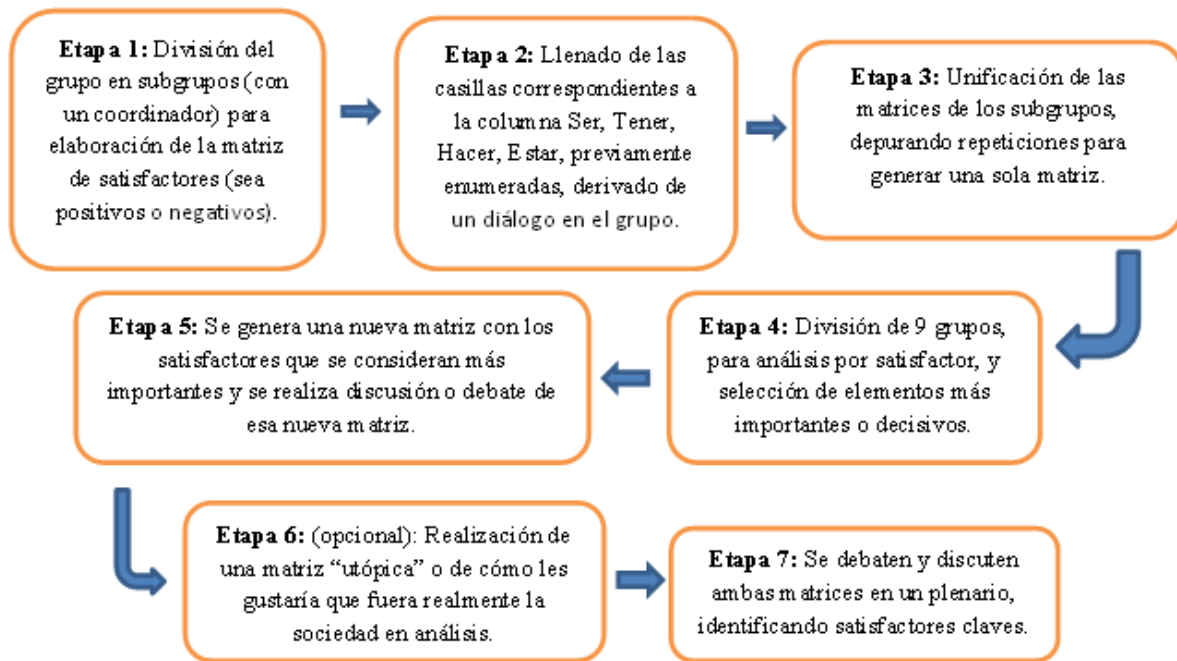 Etapa 1: División del
grupo en subgrupos (con
un coordinador) para
elaboración de la matriz
de satisfactores (sea
positivos o negativos).
Etapa 2: Llenado de las
casillas correspondientes a
la columna Ser, Tener,
Hacer, Estar, previamente
enumeradas, derivado de
un diálogo en el grupo.
Etapa 3: Unificación de las
matrices de los subgrupos,
depurando repeticiones para
generar una sola matriz.
Etapa 4: División de 9 grupos,
para análisis por satisfactor, y
selección de elementos más
importantes o decisivos.
Etapa 5: Se genera una nueva matriz con los
satisfactores que se consideran más
importantes y se realiza discusión o debate de
esa nueva matriz.
Etapa 6: (opcional): Realización de
una matriz “utópica” o de cómo les
gustaría que fuera realmente la
sociedad en análisis.
Etapa 7: Se debaten y discuten
ambas matrices en un plenario,
identificando satisfactores claves.